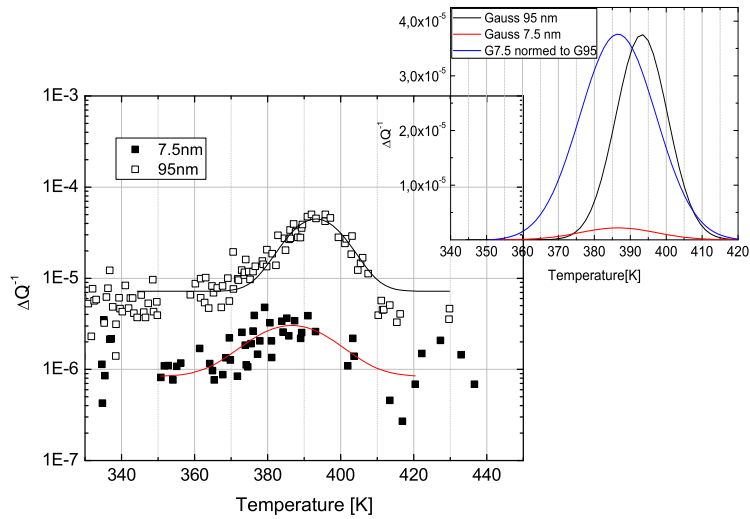 Gauss 95 nm
Gauss 7.5 nm
G7.5 normed to G95
4,0x10⁻⁵
3,0x10⁻⁵
2,0x10⁻⁵
1,0x10⁻⁵
ΔQ⁻¹
340 350 360 370 380 390 400 410 420
Temperature[K]
7.5nm
95nm
1E-3
1E-4
1E-5
1E-6
1E-7
ΔQ⁻¹
340 360 380 400 420 440
Temperature [K]